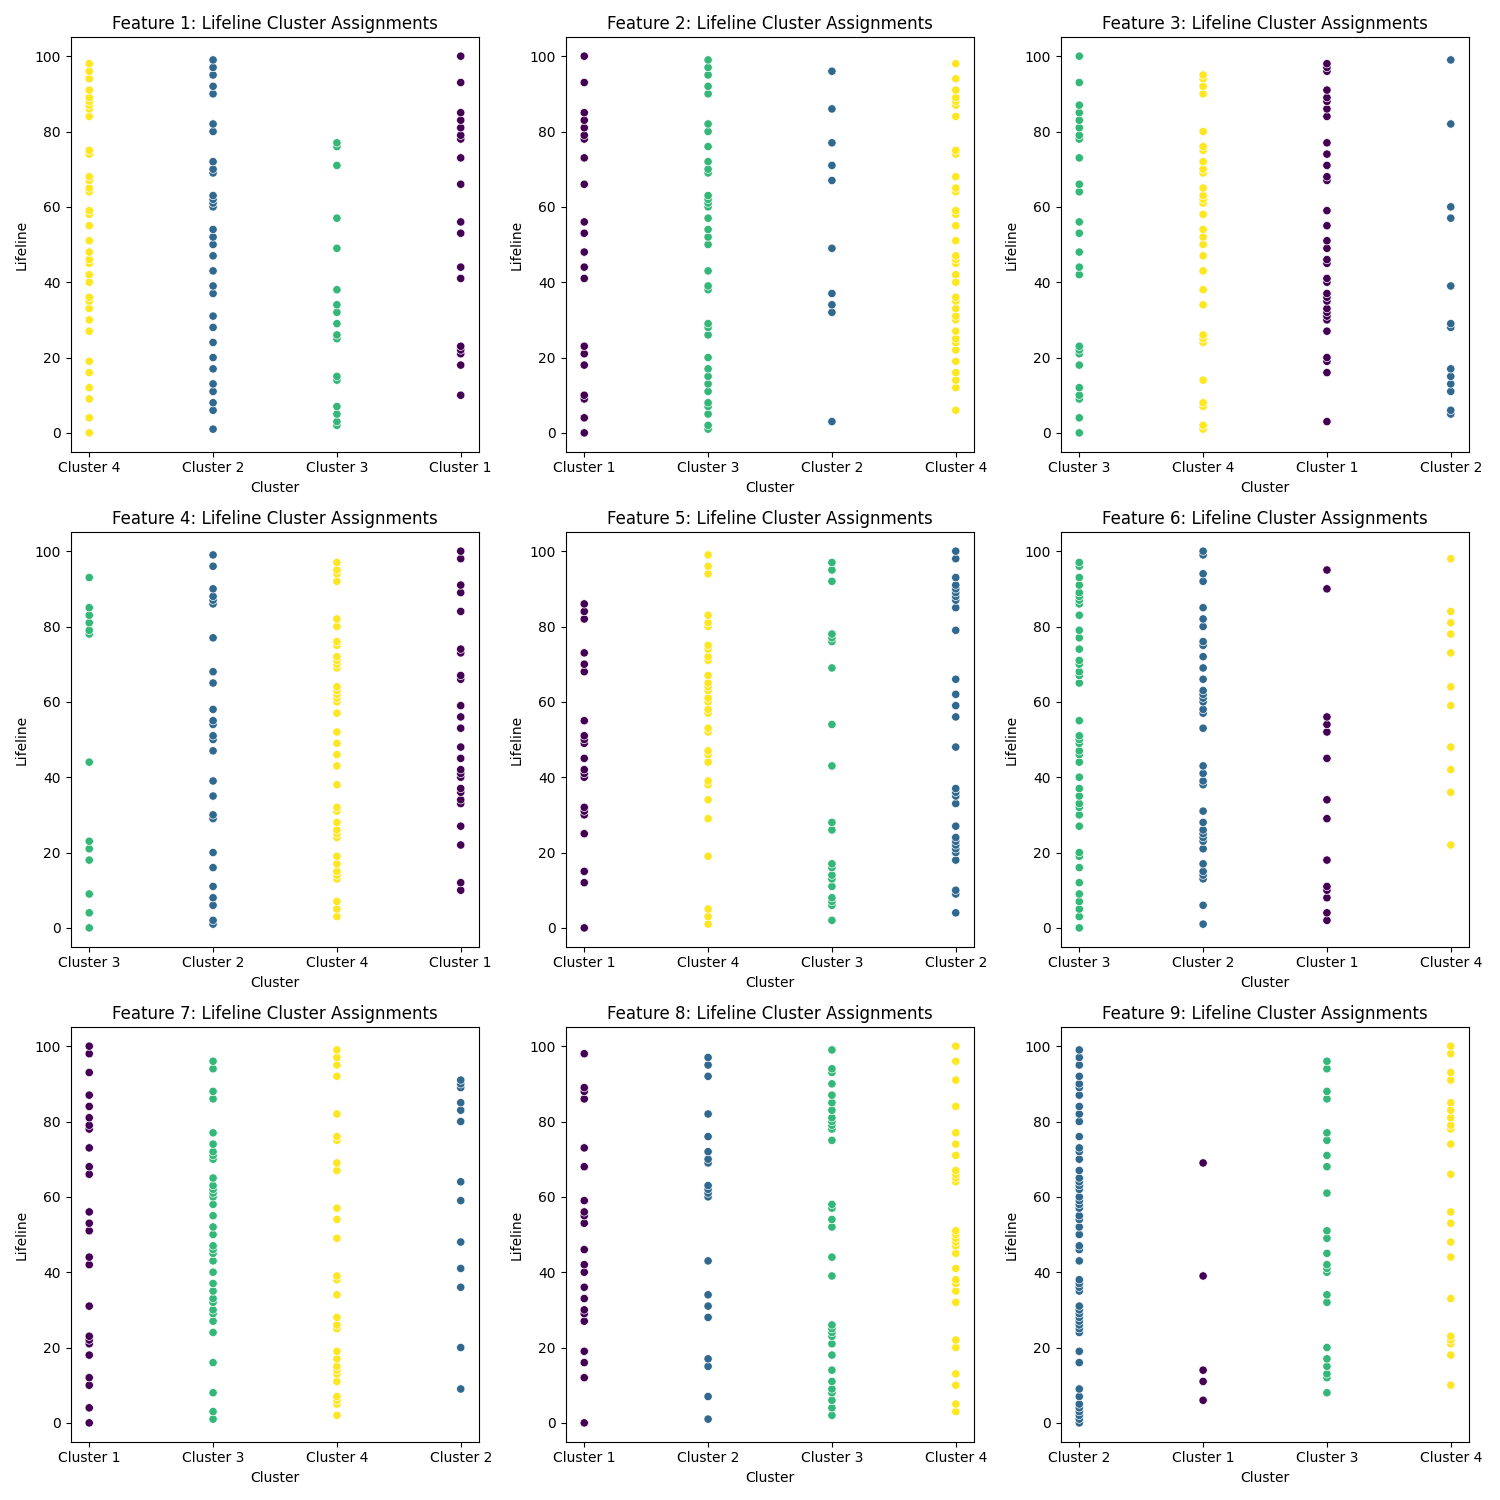 Feature 1: Lifeline Cluster Assignments
Lifeline
100
80
60
40
20
0
Cluster 4 Cluster 2 Cluster 3 Cluster 1
Cluster
Feature 2: Lifeline Cluster Assignments
Lifeline
100
80
60
40
20
0
Cluster 1 Cluster 3 Cluster 2 Cluster 4
Cluster
Feature 3: Lifeline Cluster Assignments
Lifeline
100
80
60
40
20
0
Cluster 3 Cluster 4 Cluster 1 Cluster 2
Cluster
Feature 4: Lifeline Cluster Assignments
Lifeline
100
80
60
40
20
0
Cluster 3 Cluster 2 Cluster 4 Cluster 1
Cluster
Feature 5: Lifeline Cluster Assignments
Lifeline
100
80
60
40
20
0
Cluster 1 Cluster 4 Cluster 3 Cluster 2
Cluster
Feature 6: Lifeline Cluster Assignments
Lifeline
100
80
60
40
20
0
Cluster 3 Cluster 2 Cluster 1 Cluster 4
Cluster
Feature 7: Lifeline Cluster Assignments
Lifeline
100
80
60
40
20
0
Cluster 1 Cluster 3 Cluster 4 Cluster 2
Cluster
Feature 8: Lifeline Cluster Assignments
Lifeline
100
80
60
40
20
0
Cluster 1 Cluster 2 Cluster 3 Cluster 4
Cluster
Feature 9: Lifeline Cluster Assignments
Lifeline
100
80
60
40
20
0
Cluster 2 Cluster 1 Cluster 3 Cluster 4
Cluster